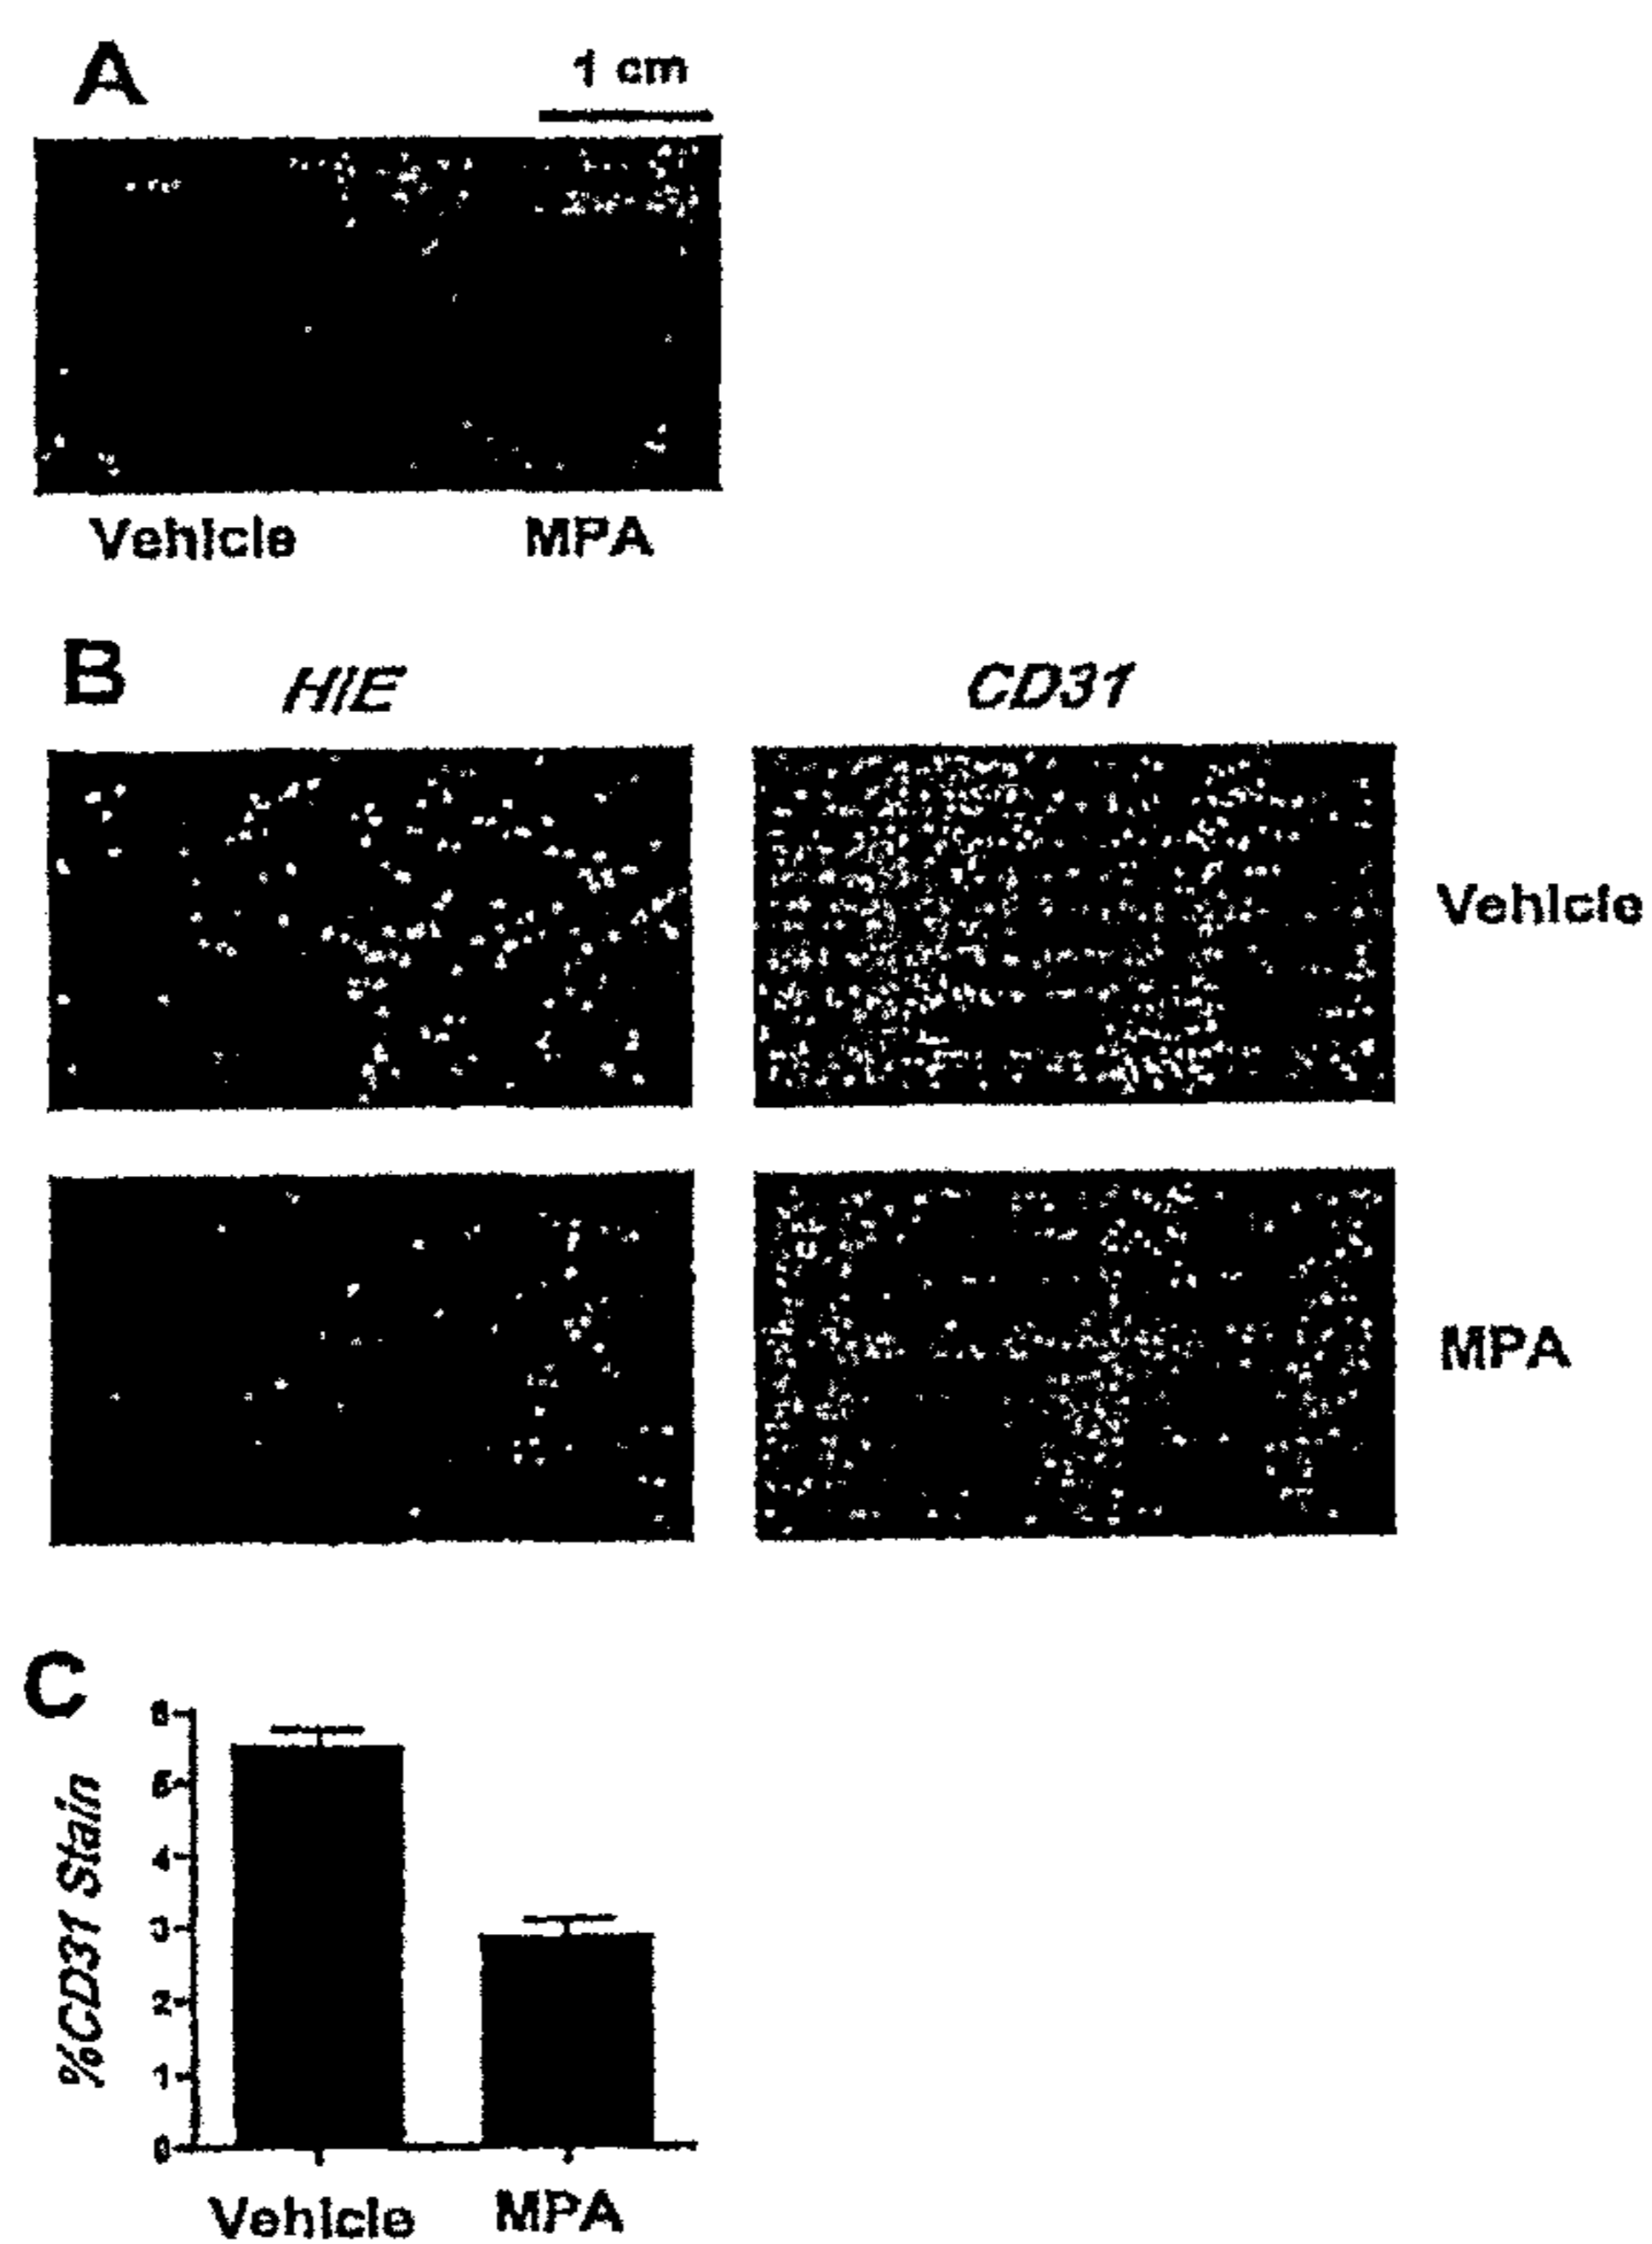 A
1 cm
Vehicle
MPA
B
H/E
CD31
Vehicle
MPA
C
%CD31 Stain
6
5
4
3
2
1
0
Vehicle
MPA